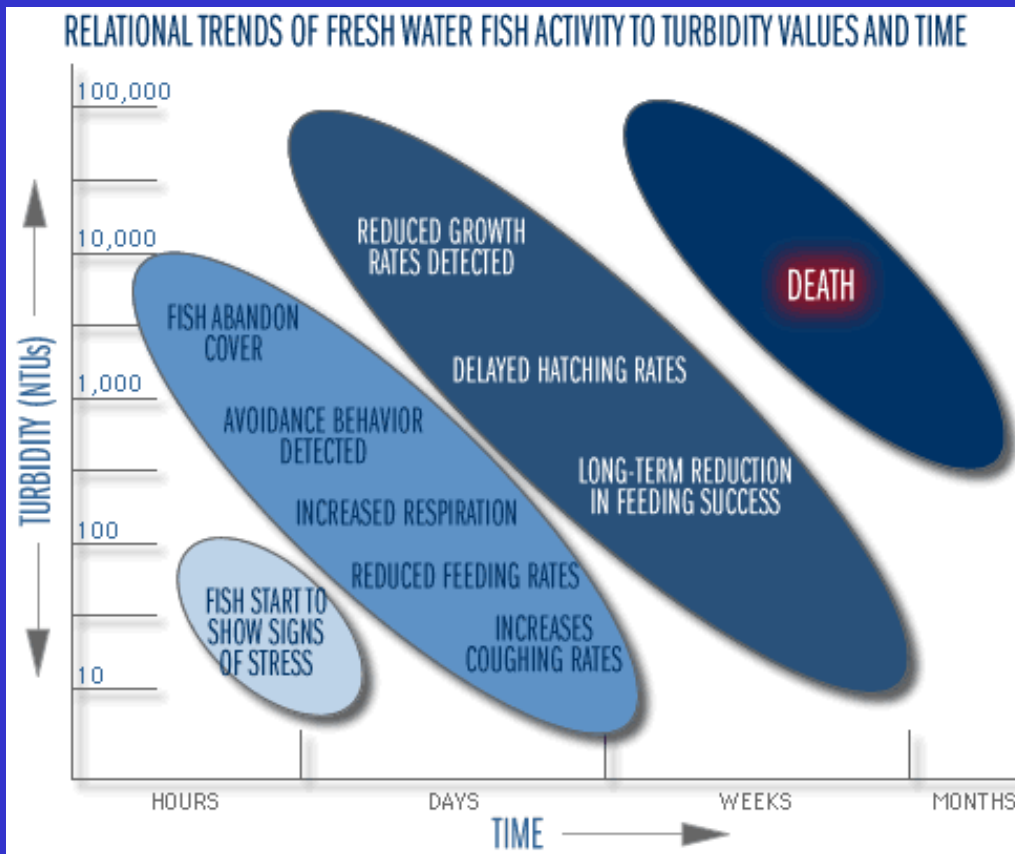 RELATIONAL TRENDS OF FRESH WATER FISH ACTIVITY TO TURBIDITY VALUES AND TIME
100,000
10,000
1,000
100
10
TURBIDITY (NTUs)
REDUCED GROWTH
RATES DETECTED
DEATH
FISH ABANDON
COVER
DELAYED HATCHING RATES
AVOIDANCE BEHAVIOR
DETECTED
LONG-TERM REDUCTION
IN FEEDING SUCCESS
INCREASED RESPIRATION
REDUCED FEEDING RATES
FISH START TO
SHOW SIGNS
OF STRESS
INCREASES
COUGHING RATES
HOURS
DAYS
WEEKS
MONTHS
TIME